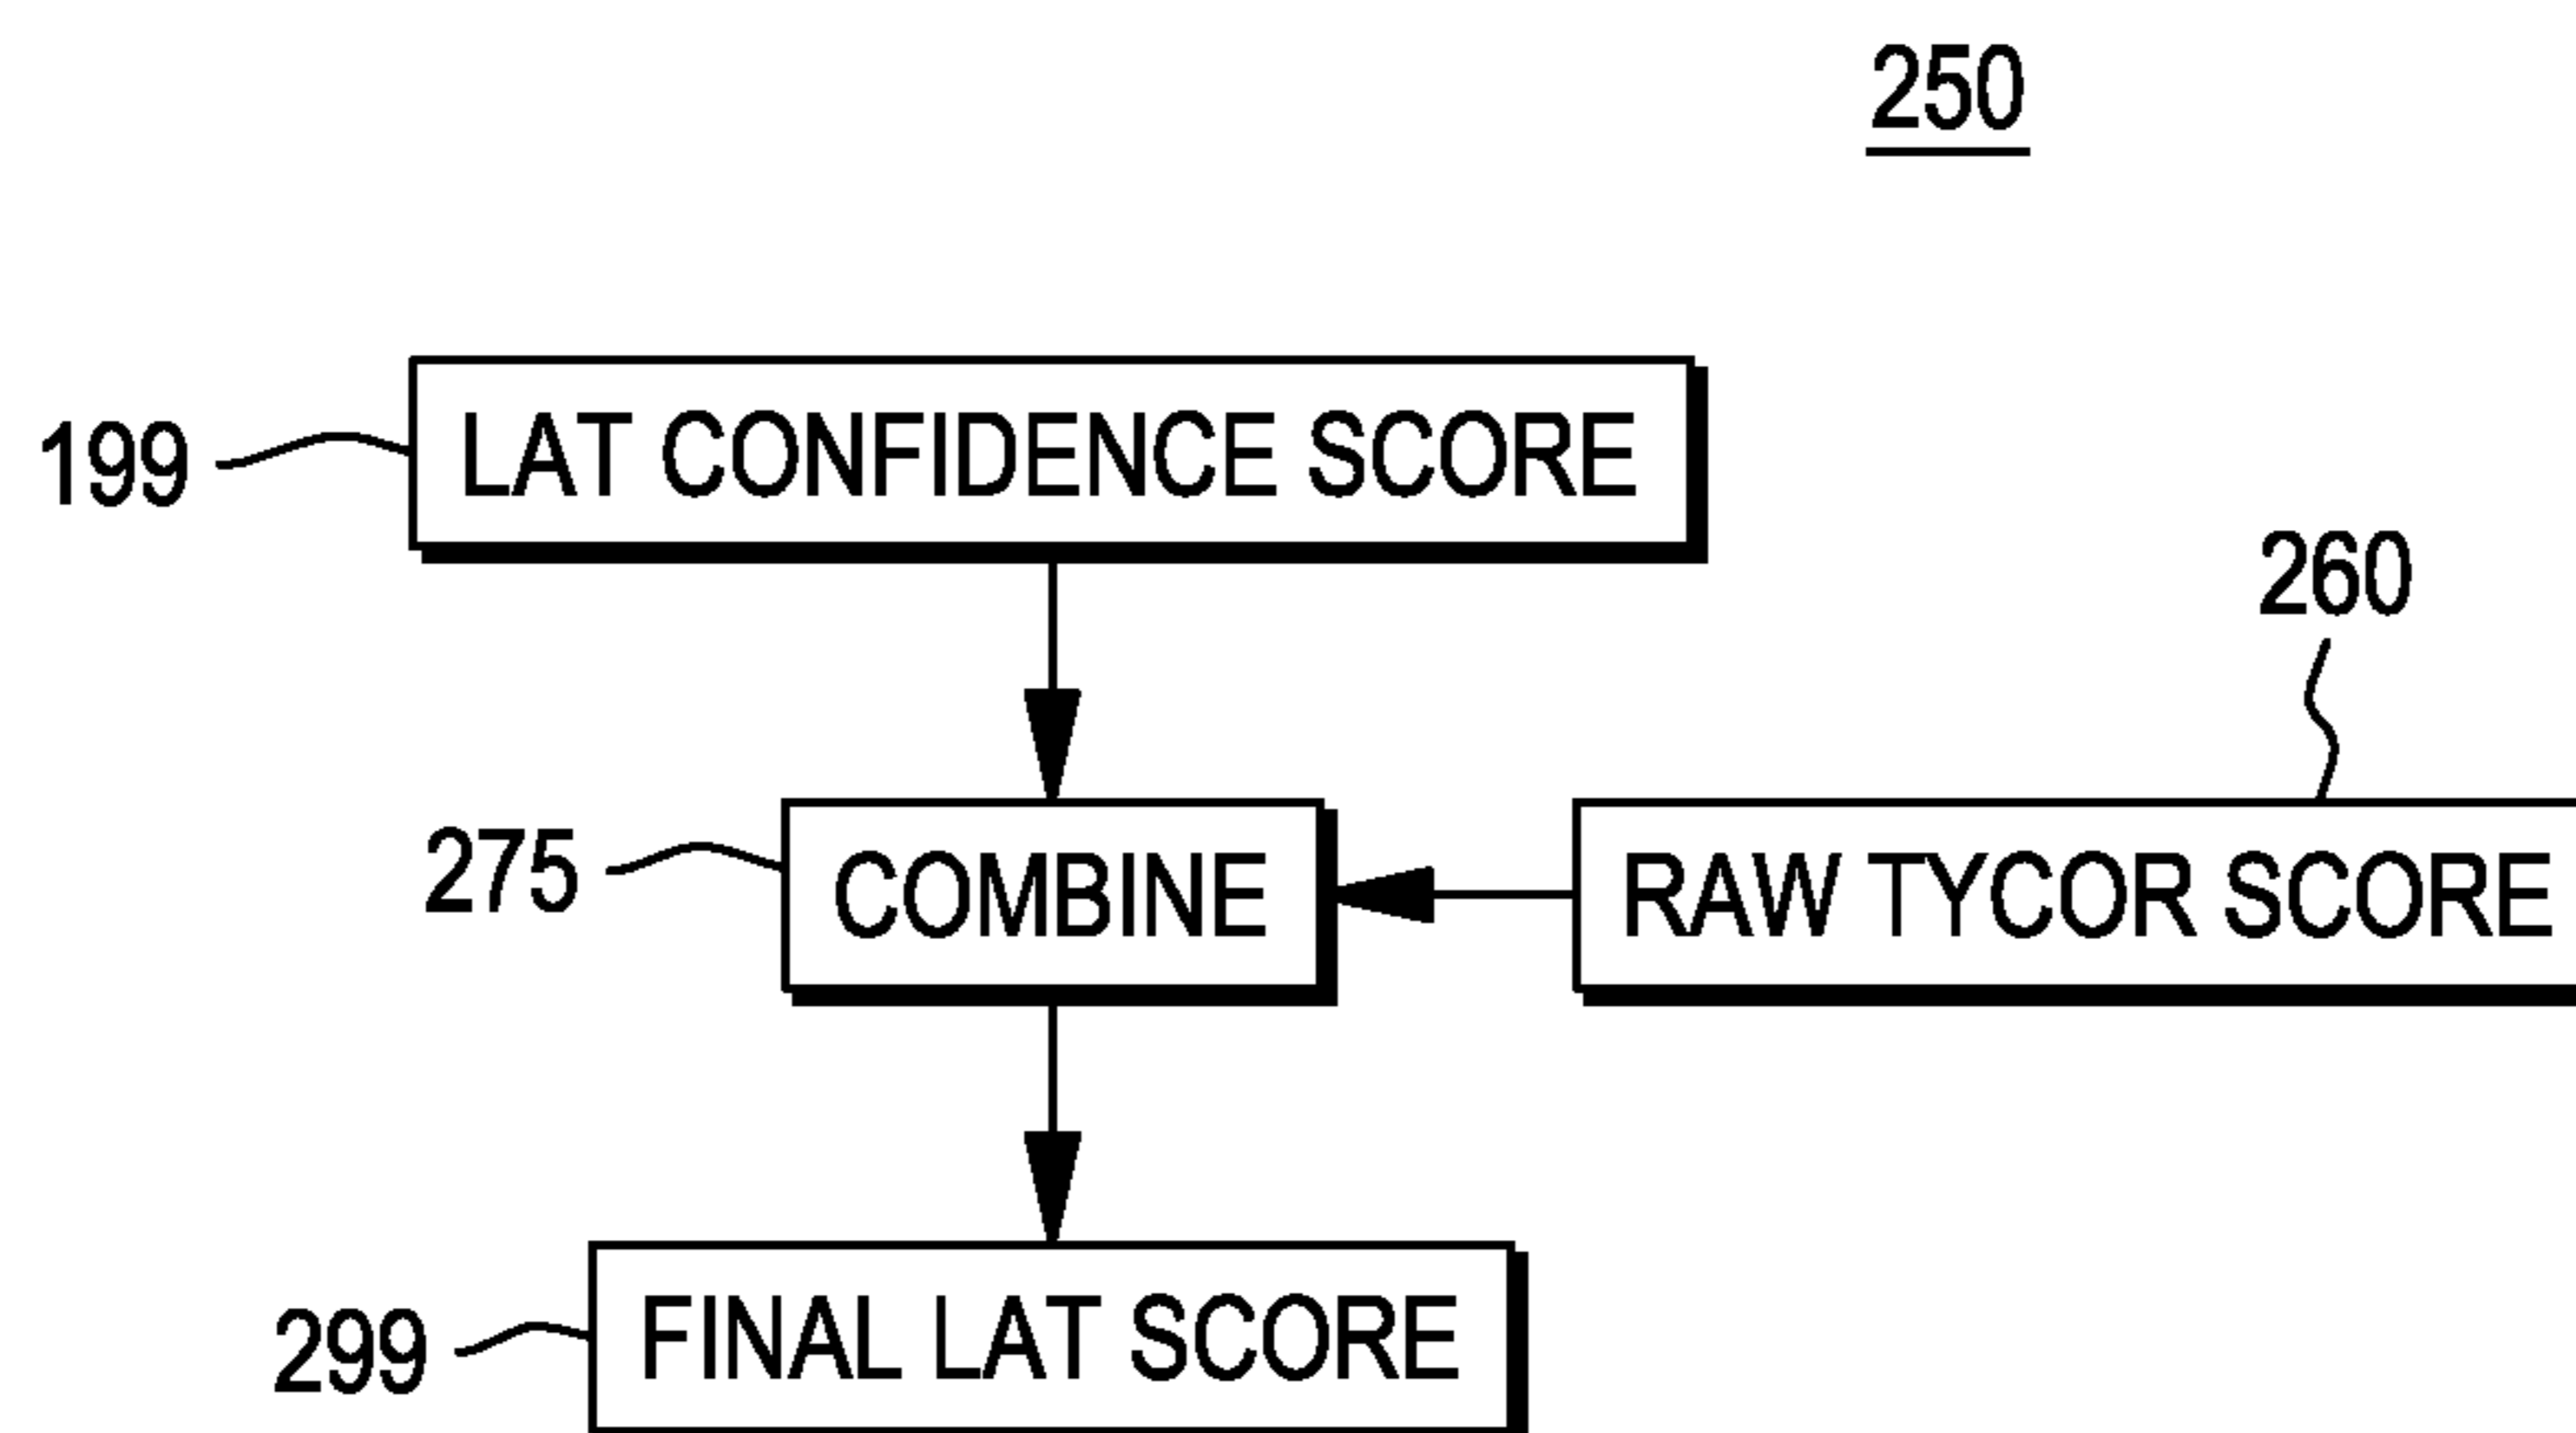 250
199
LAT CONFIDENCE SCORE
260
275
COMBINE
RAW TYCOR SCORE
299
FINAL LAT SCORE